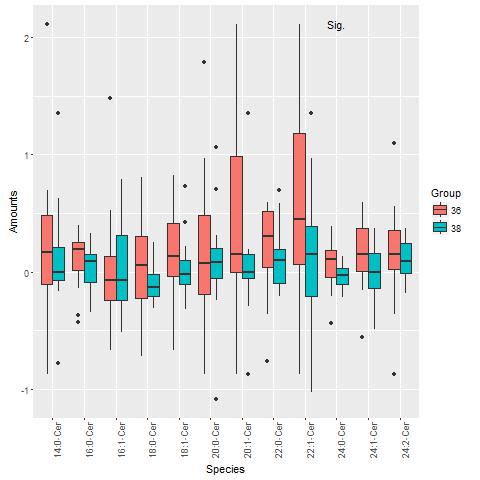 Sig.
2
1
0
-1
Amounts
14:0-Cer
16:0-Cer
16:1-Cer
18:0-Cer
18:1-Cer
20:0-Cer
20:1-Cer
22:0-Cer
22:1-Cer
24:0-Cer
24:1-Cer
24:2-Cer
Species
Group
36
38